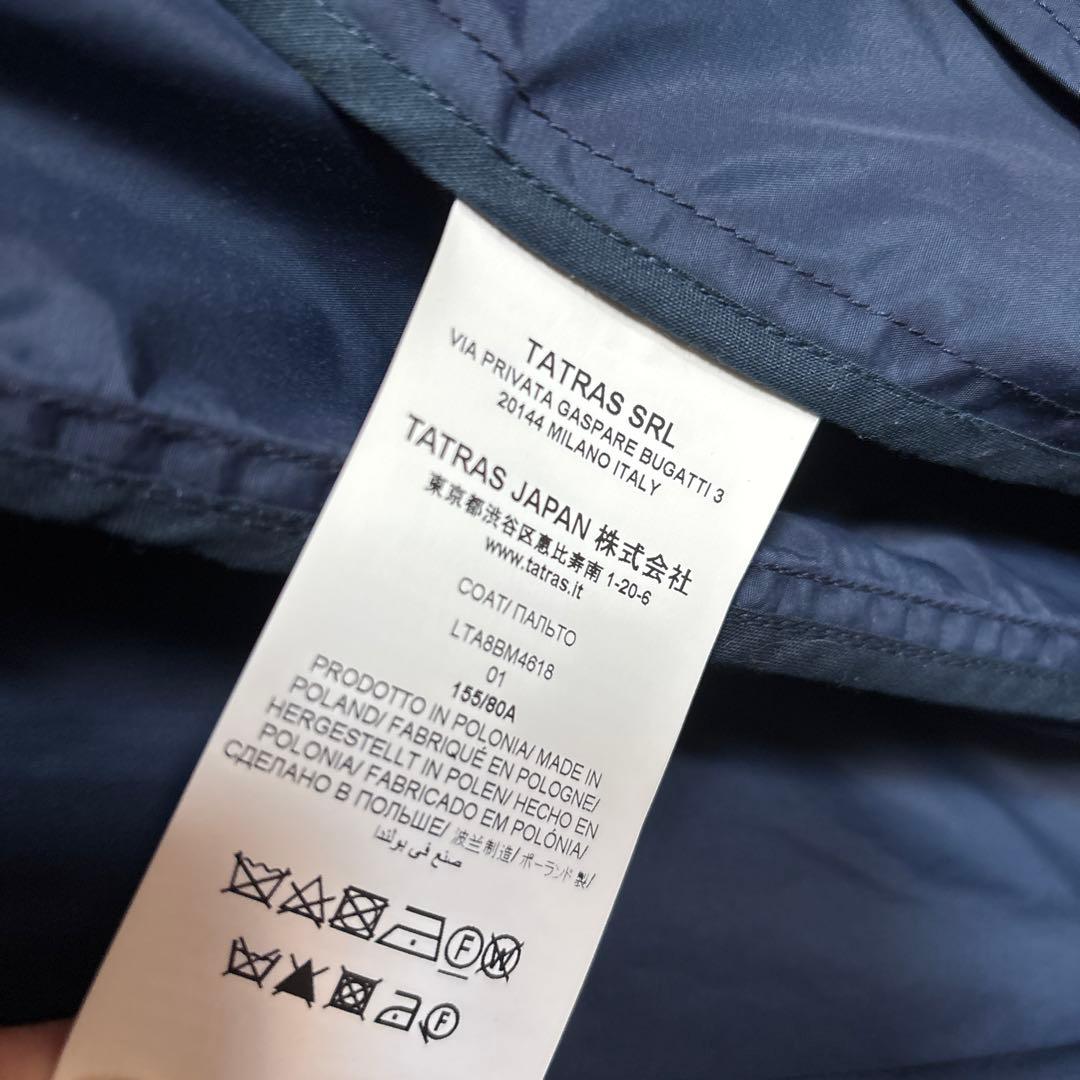 TATRAS SRL
VIA PRIVATA GASPARE BUGATTI 3
20144 MILANO ITALY
TATRAS JAPAN 株式会社
東京都渋谷区恵比寿南 1-20-6
www.tatras.it
COAT/ ПАЛЬТО
LTA8BM4618
01
155/80A
PRODOTTO IN POLONIA/ MADE IN
POLAND/ FABRIQUÉ EN POLOGNE/
HERGESTELLT IN POLEN/ HECHO EN
POLONIA/ FABRICADO EM POLÓNIA/
СДЕЛАНО В ПОЛЬШЕ/ 波兰制造/ ポーランド 製/
صنع في بولندا
F W
F